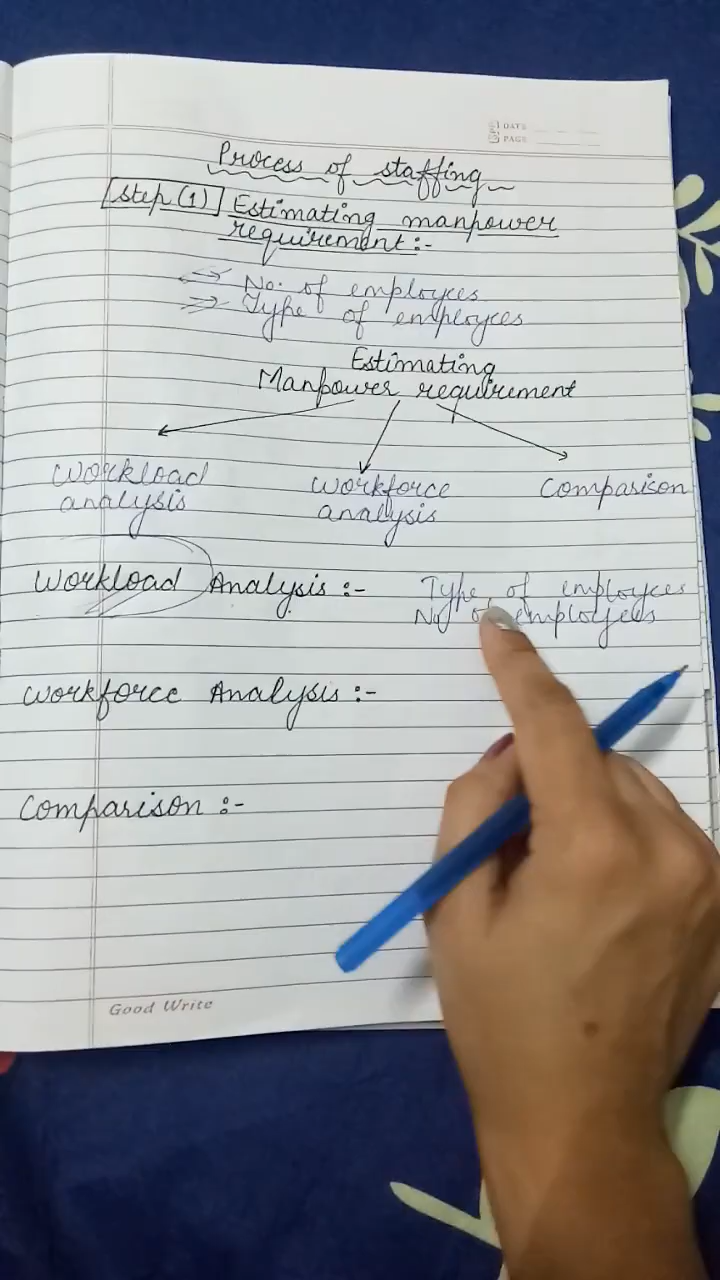 DATE
PAGE
Process of staffing
Step (1) Estimating manpower
requirement :-
No. of employees
Type of employees
Estimating
Manpower requirement
Workload
analysis
Workforce
analysis
Comparison
Workload Analysis :- Type of employees
No of employees
Workforce Analysis :-
Comparison :-
Good Write